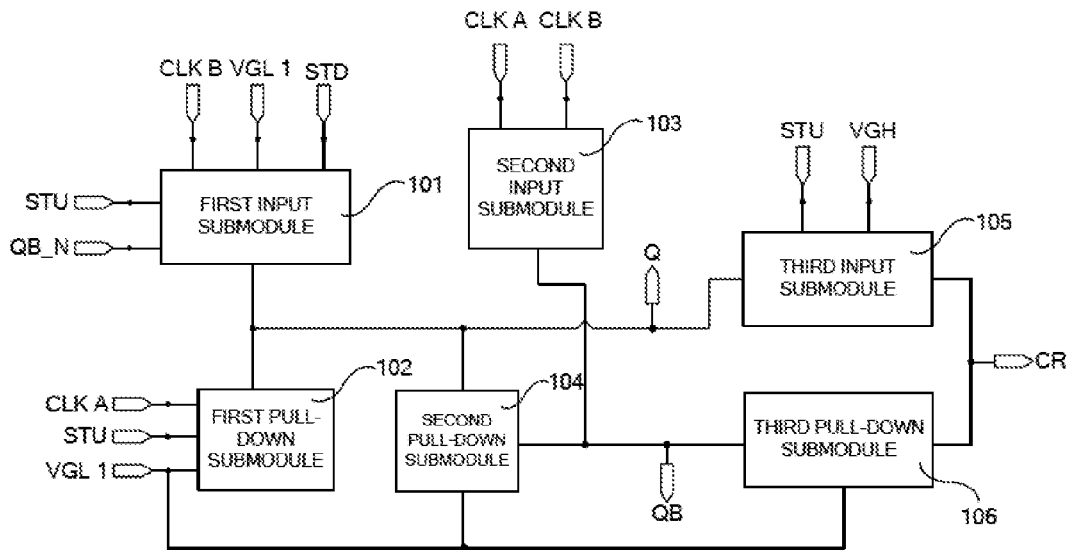 CLK A CLK B
CLK B VGL 1 STD
103
STU VGH
SECOND
INPUT
SUBMODULE
101
STU
FIRST INPUT
SUBMODULE
QB_N
105
Q
THIRD INPUT
SUBMODULE
102
104
CR
CLK A
STU
VGL 1
FIRST PULL-
DOWN
SUBMODULE
SECOND
PULL-DOWN
SUBMODULE
THIRD PULL-DOWN
SUBMODULE
QB
106